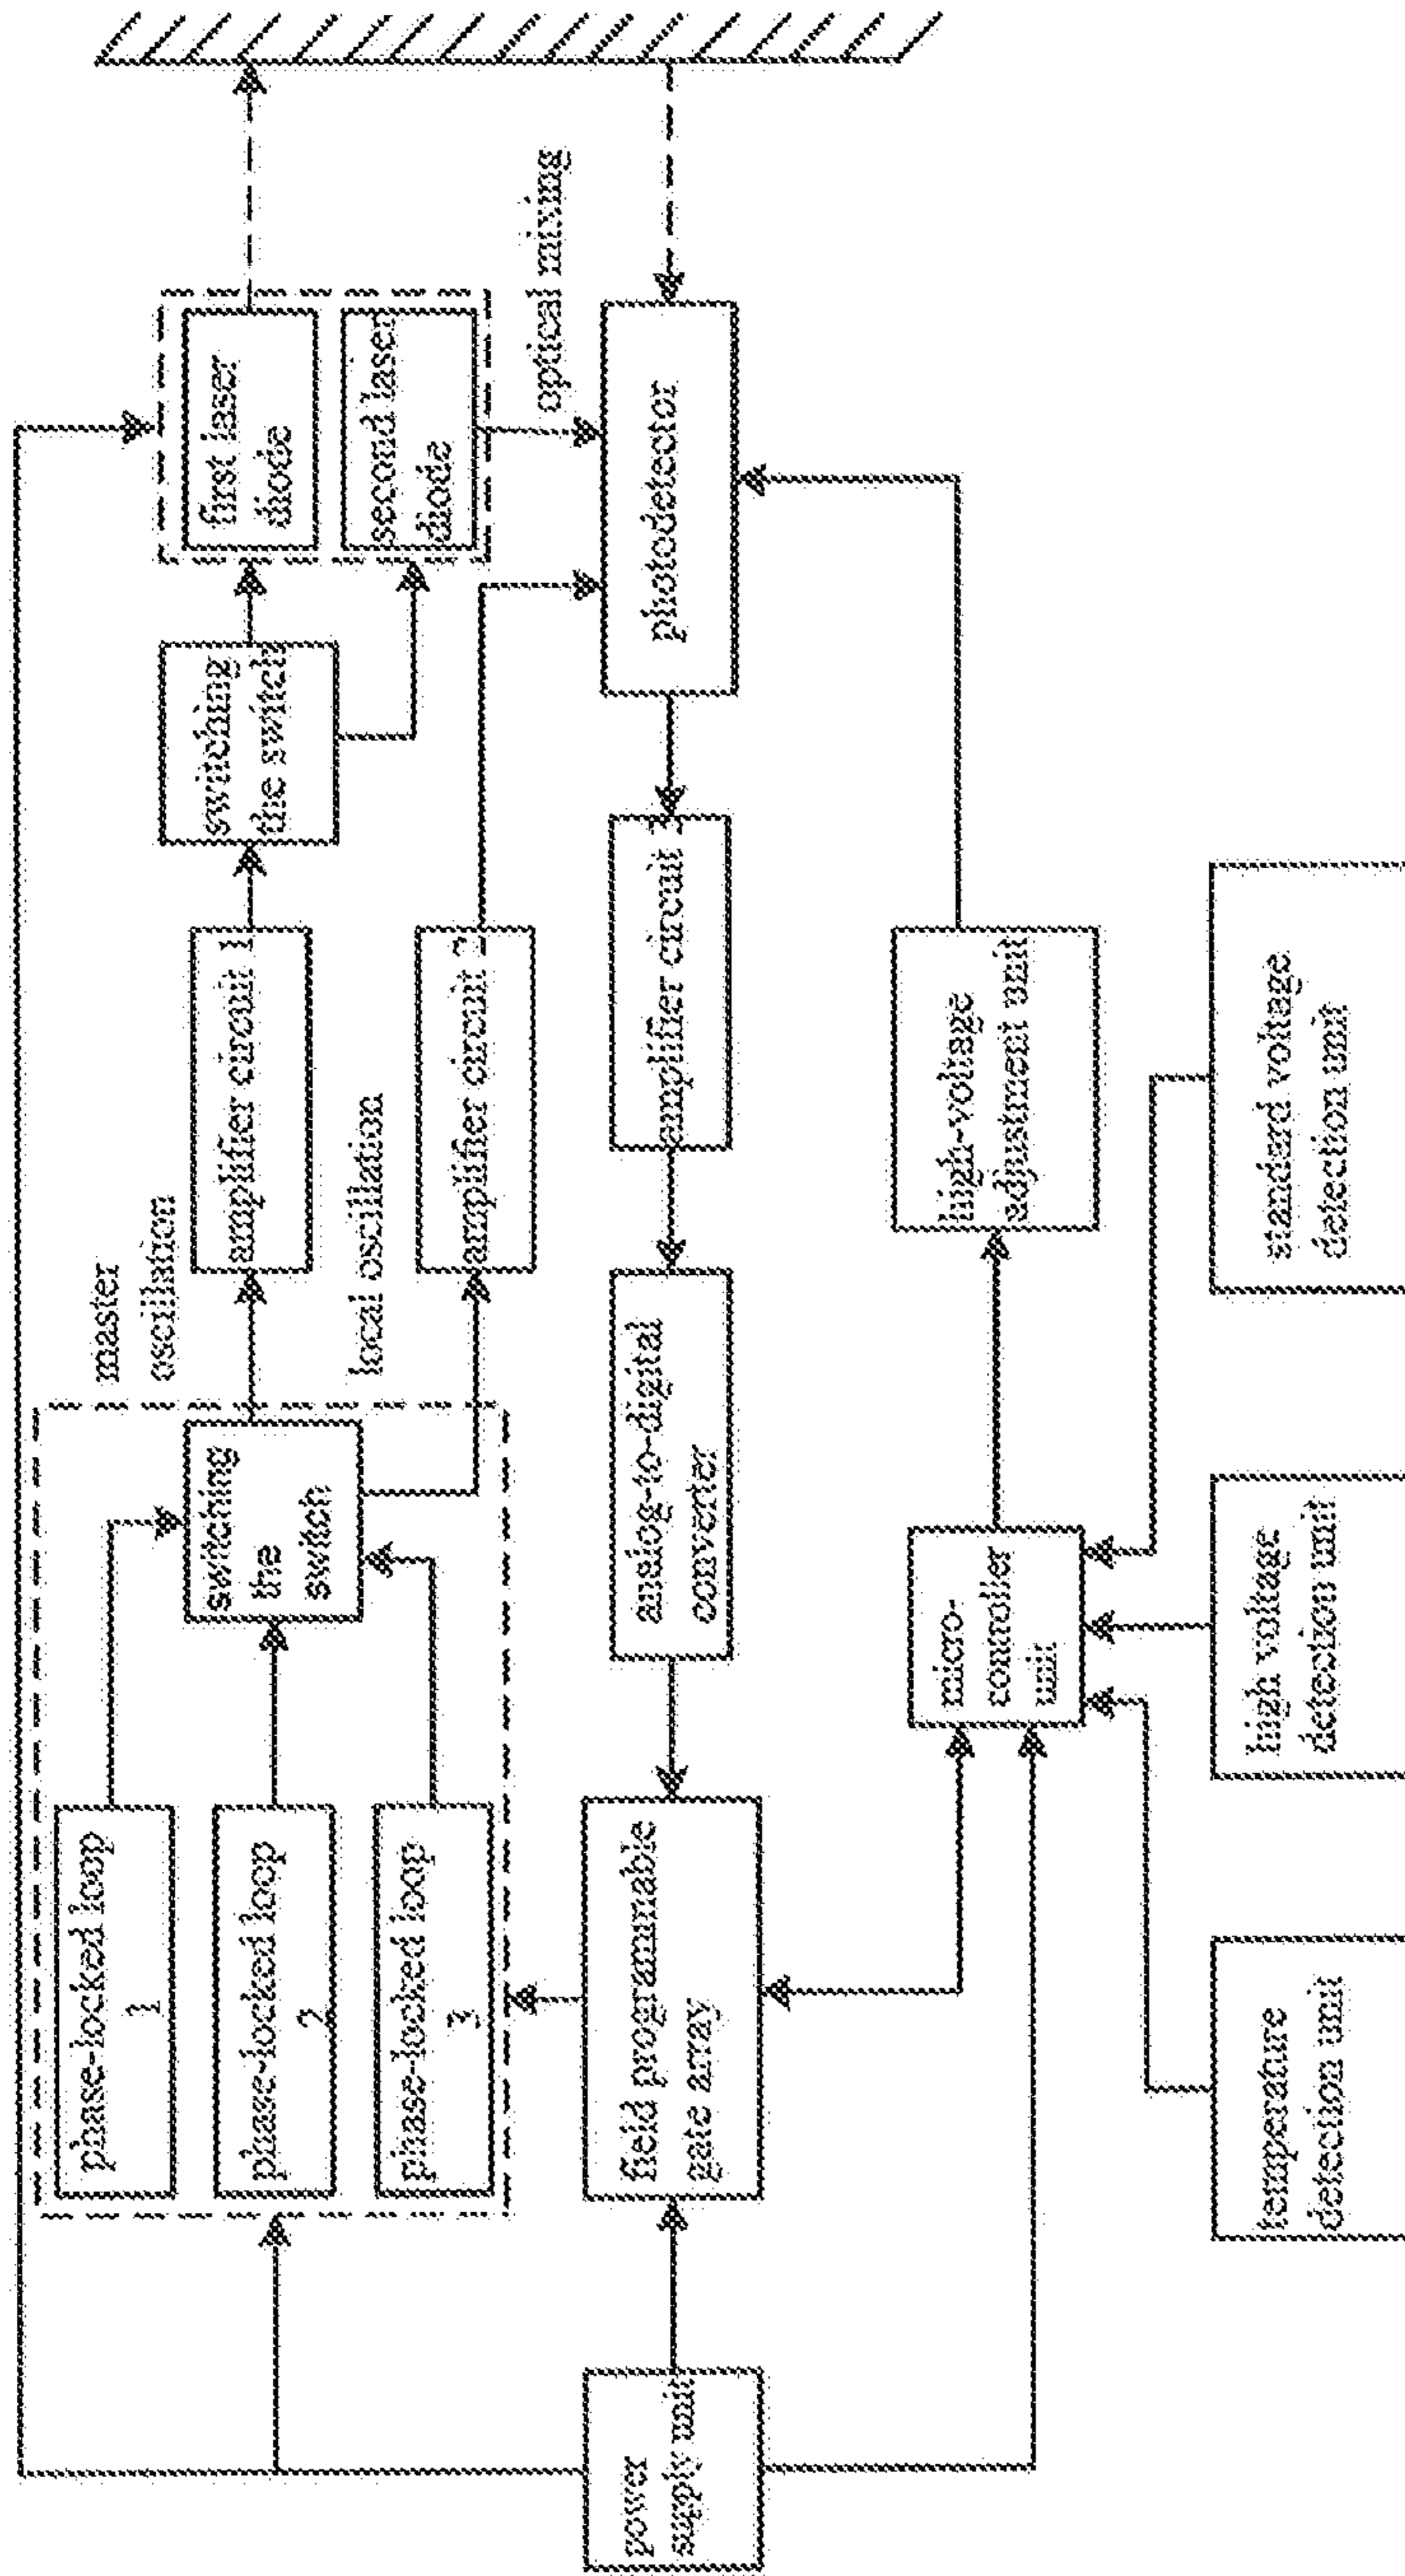 phase-locked loop
1
phase-locked loop
2
phase-locked loop
3
switching
the
switch
master
oscillation
local oscillation
amplifier circuit 1
amplifier circuit 2
switching
the switch
first laser
diode
second laser
diode
optical mixing
power
supply unit
field programmable
gate array
analog-to-digital
converter
amplifier circuit 3
photodetector
micro-
controller
unit
high-voltage
adjustment unit
temperature
detection unit
high voltage
detection unit
standard voltage
detection unit